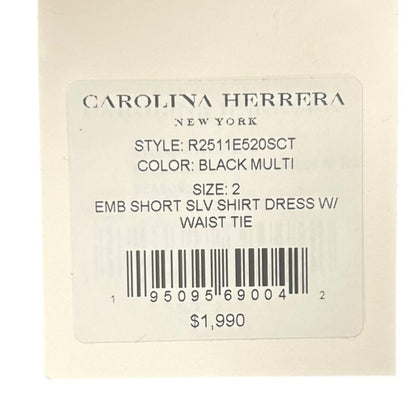 CAROLINA HERRERA
NEW YORK
STYLE: R2511E520SCT
COLOR: BLACK MULTI
SIZE: 2
EMB SHORT SLV SHIRT DRESS W/
WAIST TIE
1 95095 69004 2
$1,990